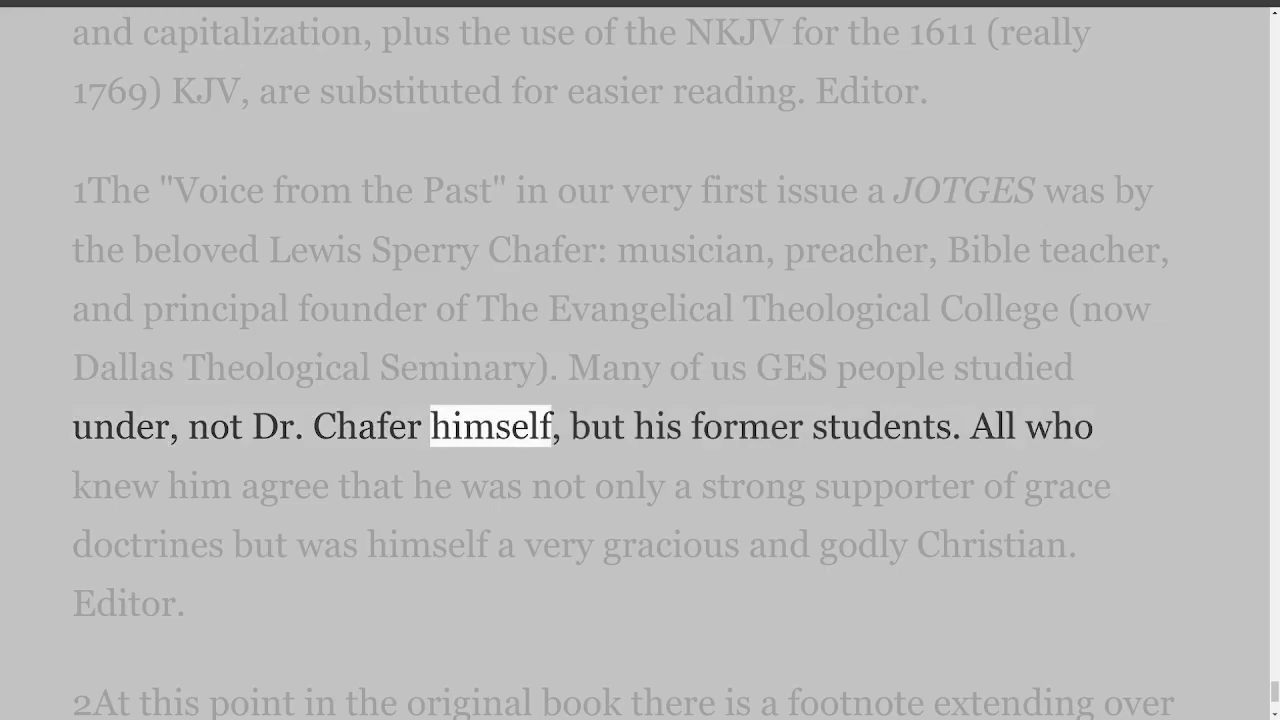 and capitalization, plus the use of the NKJV for the 1611 (really
1769) KJV, are substituted for easier reading. Editor.
1The "Voice from the Past" in our very first issue a JOTGES was by
the beloved Lewis Sperry Chafer: musician, preacher, Bible teacher,
and principal founder of The Evangelical Theological College (now
Dallas Theological Seminary). Many of us GES people studied
under, not Dr. Chafer himself, but his former students. All who
knew him agree that he was not only a strong supporter of grace
doctrines but was himself a very gracious and godly Christian.
Editor.
2At this point in the original book there is a footnote extending over